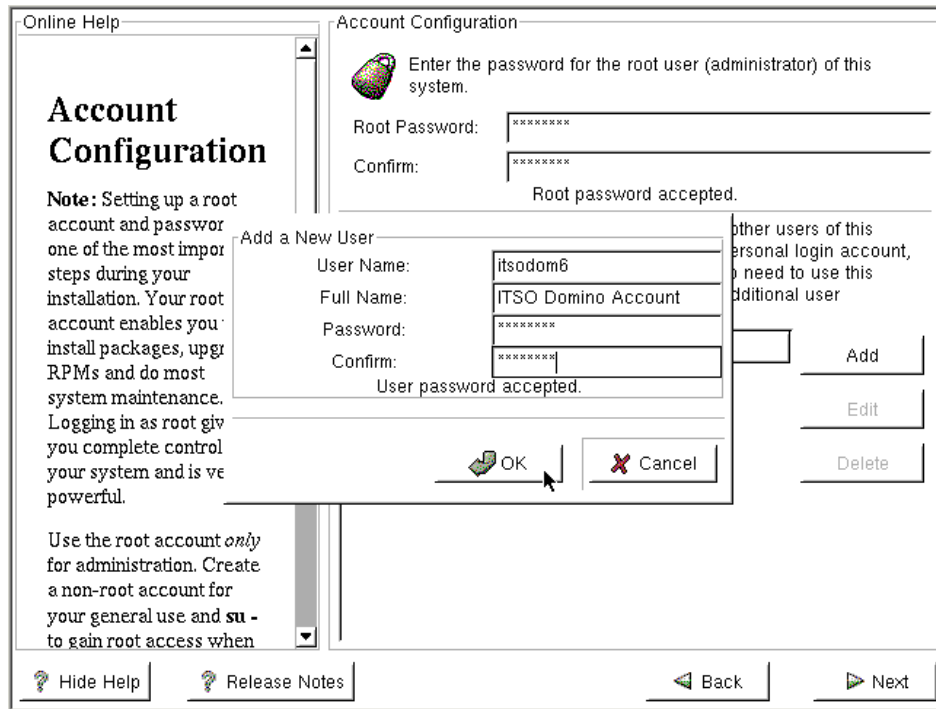 Online Help
Account
Configuration
Note: Setting up a root
account and passwor
one of the most impor
steps during your
installation. Your root
account enables you
install packages, upgr
RPMs and do most
system maintenance.
Logging in as root giv
you complete control
your system and is ve
powerful.
Use the root account only
for administration. Create
a non-root account for
your general use and su -
to gain root access when
Account Configuration
Enter the password for the root user (administrator) of this
system.
Root Password: ********
Confirm: ********
Root password accepted.
other users of this
ersonal login account,
need to use this
dditional user
Add
Edit
Delete
Add a New User
User Name: itsodom6
Full Name: ITSO Domino Account
Password: ********
Confirm: ********
User password accepted.
OK
Cancel
Hide Help
Release Notes
Back
Next